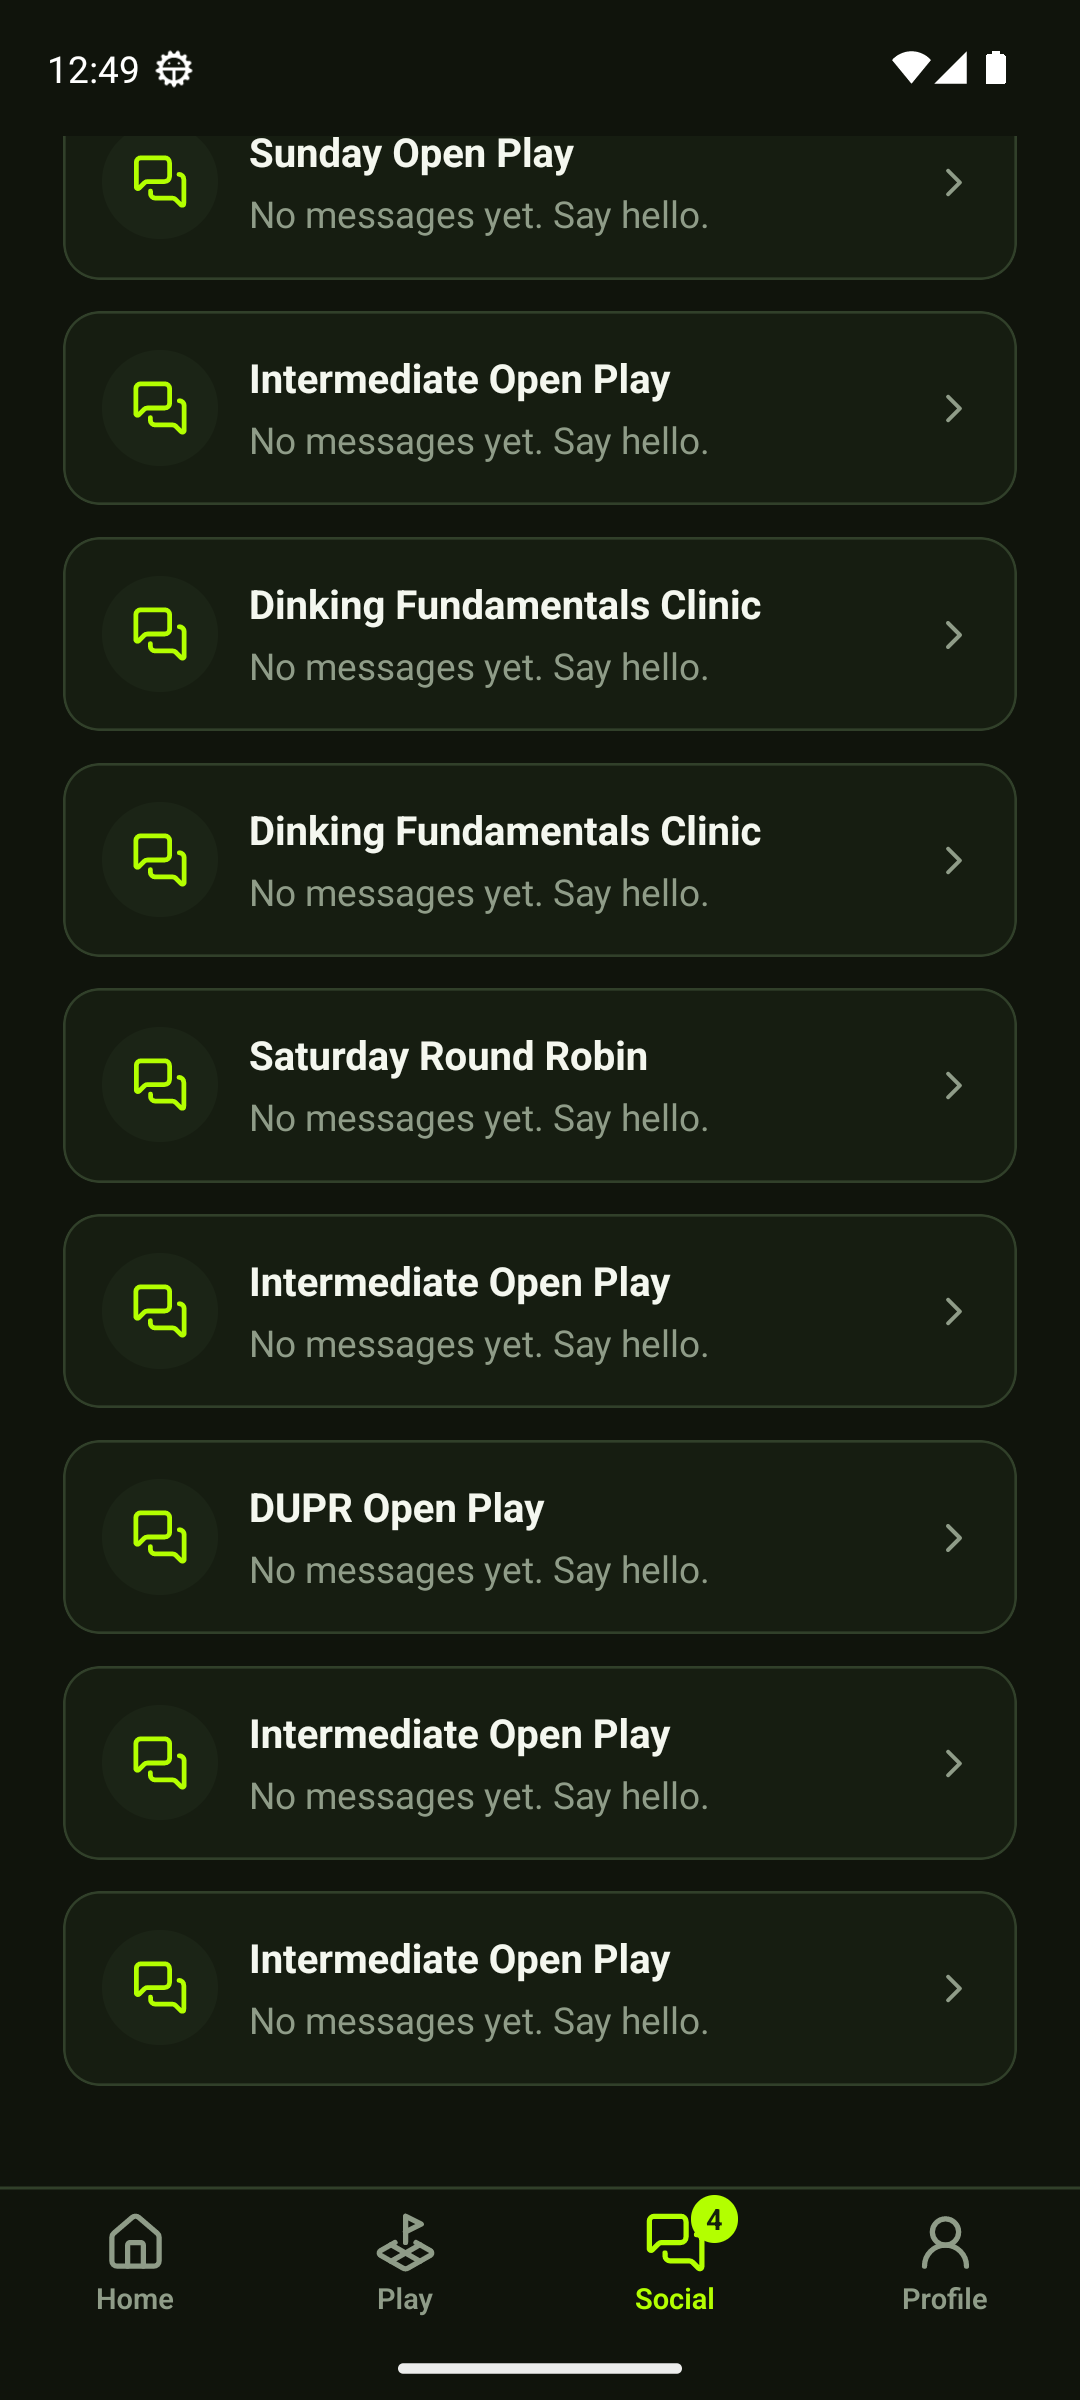 12:49
Sunday Open Play
No messages yet. Say hello.
Intermediate Open Play
No messages yet. Say hello.
Dinking Fundamentals Clinic
No messages yet. Say hello.
Dinking Fundamentals Clinic
No messages yet. Say hello.
Saturday Round Robin
No messages yet. Say hello.
Intermediate Open Play
No messages yet. Say hello.
DUPR Open Play
No messages yet. Say hello.
Intermediate Open Play
No messages yet. Say hello.
Intermediate Open Play
No messages yet. Say hello.
4
Home Play Social Profile